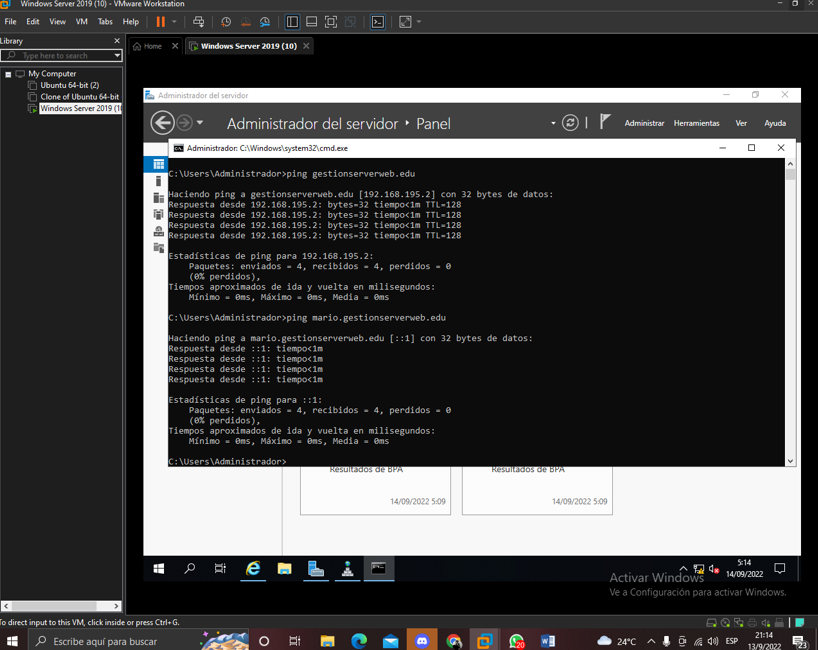 Windows Server 2019 (10) - VMware Workstation
File Edit View VM Tabs Help
Library
Type here to search
My Computer
Ubuntu 64-bit (2)
Clone of Ubuntu 64-bit
Windows Server 2019 (10
Home
Windows Server 2019 (10)
Administrador del servidor
Administrador del servidor ‣ Panel
Administrar Herramientas Ver Ayuda
Administrador: C:\Windows\system32\cmd.exe
C:\Users\Administrador>ping gestionserverweb.edu
Haciendo ping a gestionserverweb.edu [192.168.195.2] con 32 bytes de datos:
Respuesta desde 192.168.195.2: bytes=32 tiempo<1m TTL=128
Respuesta desde 192.168.195.2: bytes=32 tiempo<1m TTL=128
Respuesta desde 192.168.195.2: bytes=32 tiempo<1m TTL=128
Respuesta desde 192.168.195.2: bytes=32 tiempo<1m TTL=128
Estadísticas de ping para 192.168.195.2:
Paquetes: enviados = 4, recibidos = 4, perdidos = 0
(0% perdidos),
Tiempos aproximados de ida y vuelta en milisegundos:
Mínimo = 0ms, Máximo = 0ms, Media = 0ms
C:\Users\Administrador>ping mario.gestionserverweb.edu
Haciendo ping a mario.gestionserverweb.edu [::1] con 32 bytes de datos:
Respuesta desde ::1: tiempo<1m
Respuesta desde ::1: tiempo<1m
Respuesta desde ::1: tiempo<1m
Respuesta desde ::1: tiempo<1m
Estadísticas de ping para ::1:
Paquetes: enviados = 4, recibidos = 4, perdidos = 0
(0% perdidos),
Tiempos aproximados de ida y vuelta en milisegundos:
Mínimo = 0ms, Máximo = 0ms, Media = 0ms
C:\Users\Administrador>
Resultados de BPA Resultados de BPA
14/09/2022 5:09 14/09/2022 5:09
Activar Windows
Ve a Configuración para activar Windows.
5:14
14/09/2022
To direct input to this VM, click inside or press Ctrl+G.
Escribe aquí para buscar
20
24°C
ESP
21:14
13/9/2022
23